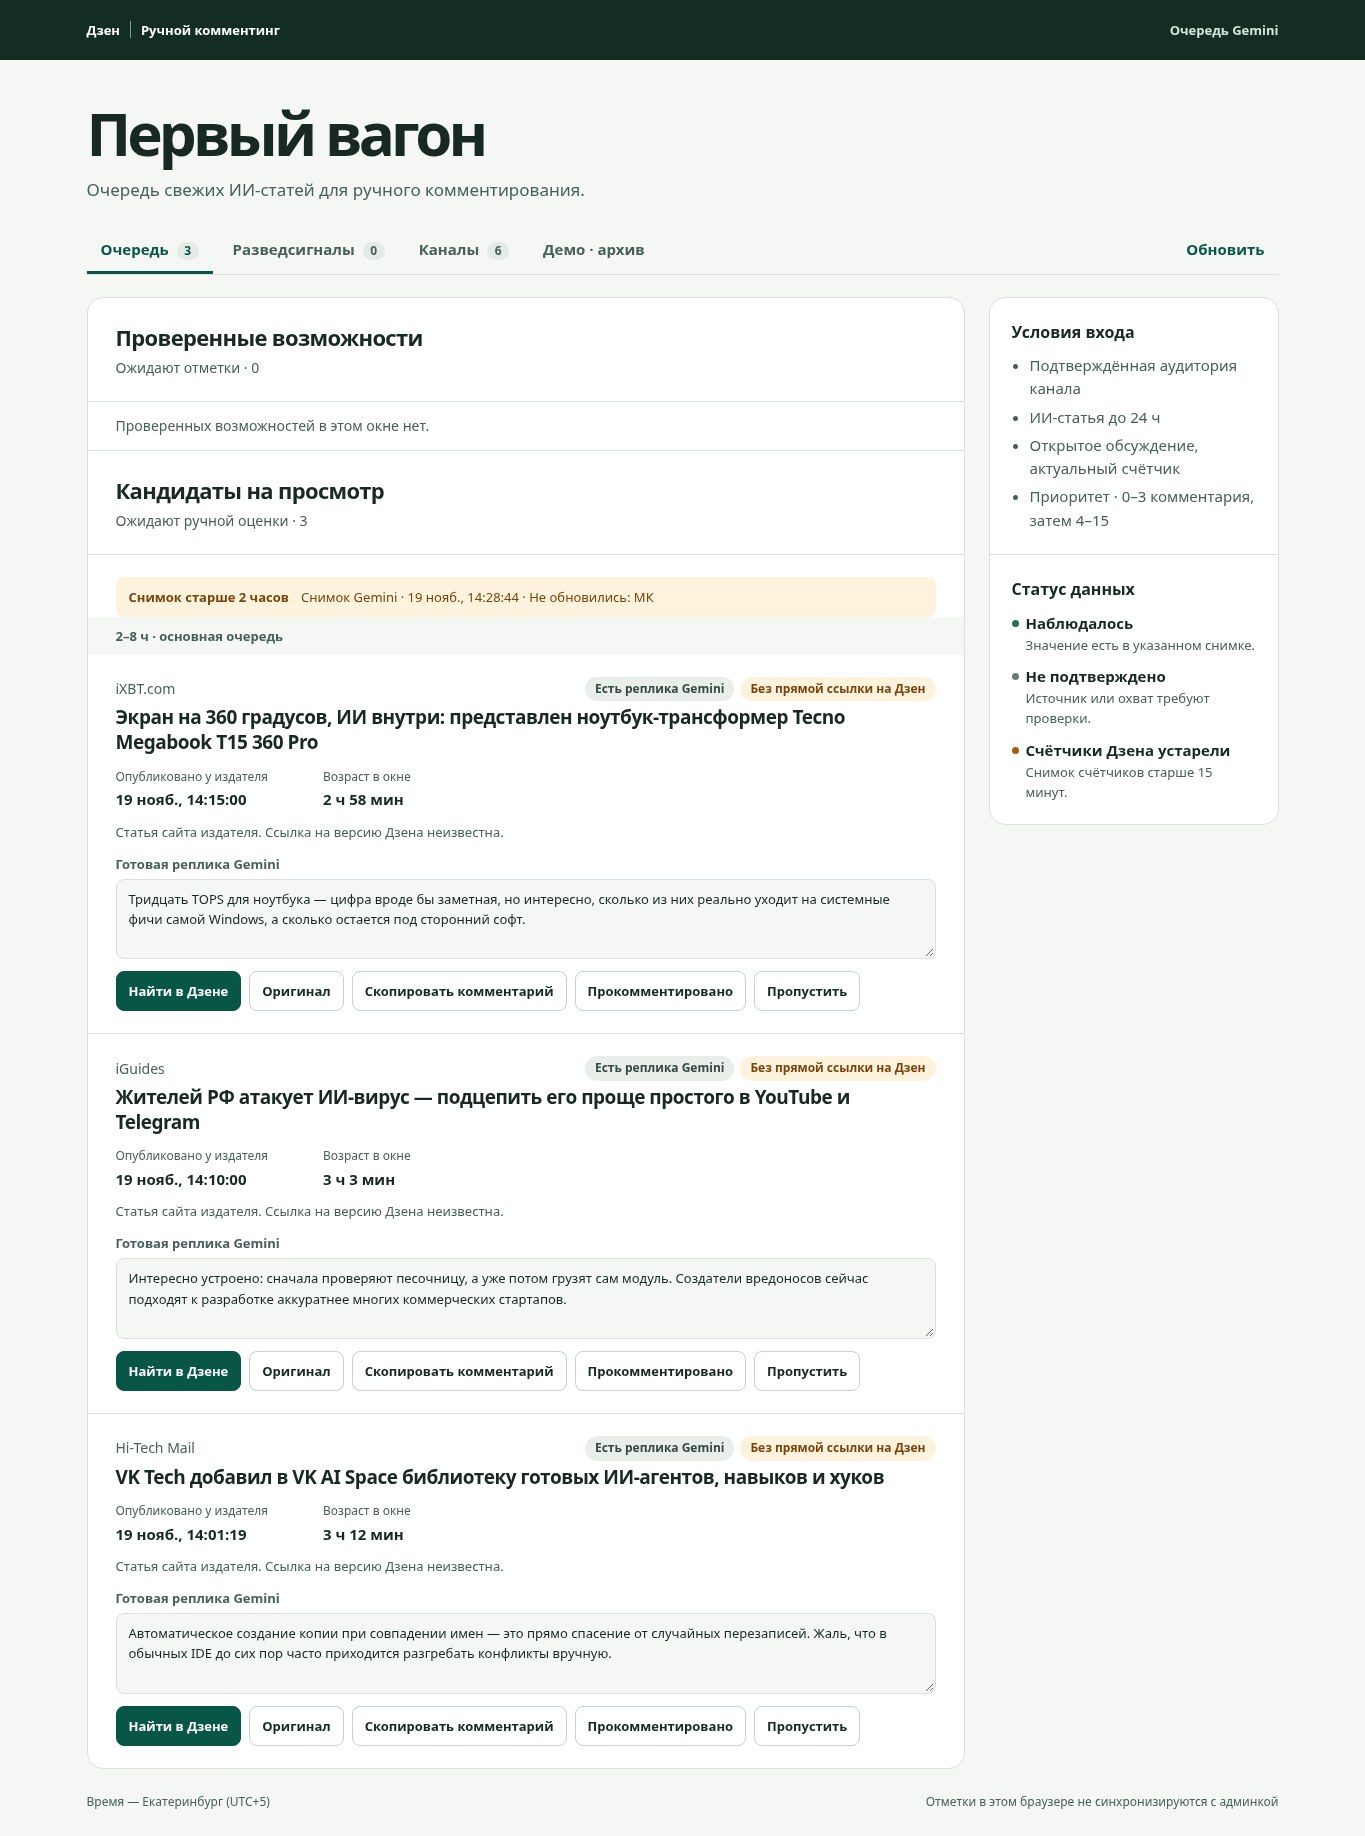 Дзен
Ручной комментинг
Очередь Gemini
Первый вагон
Очередь свежих ИИ-статей для ручного комментирования.
Очередь 3
Разведсигналы 0
Каналы 6
Демо · архив
Обновить
Проверенные возможности
Ожидают отметки · 0
Проверенных возможностей в этом окне нет.
Кандидаты на просмотр
Ожидают ручной оценки · 3
Снимок старше 2 часов Снимок Gemini · 19 нояб., 14:28:44 · Не обновились: МК
2–8 ч · основная очередь
iXBT.com
Есть реплика Gemini
Без прямой ссылки на Дзен
Экран на 360 градусов, ИИ внутри: представлен ноутбук-трансформер Tecno
Megabook T15 360 Pro
Опубликовано у издателя
Возраст в окне
19 нояб., 14:15:00
2 ч 58 мин
Статья сайта издателя. Ссылка на версию Дзена неизвестна.
Готовая реплика Gemini
Тридцать TOPS для ноутбука — цифра вроде бы заметная, но интересно, сколько из них реально уходит на системные
фичи самой Windows, а сколько остается под сторонний софт.
Найти в Дзене
Оригинал
Скопировать комментарий
Прокомментировано
Пропустить
iGuides
Есть реплика Gemini
Без прямой ссылки на Дзен
Жителей РФ атакует ИИ-вирус — подцепить его проще простого в YouTube и
Telegram
Опубликовано у издателя
Возраст в окне
19 нояб., 14:10:00
3 ч 3 мин
Статья сайта издателя. Ссылка на версию Дзена неизвестна.
Готовая реплика Gemini
Интересно устроено: сначала проверяют песочницу, а уже потом грузят сам модуль. Создатели вредоносов сейчас
подходят к разработке аккуратнее многих коммерческих стартапов.
Найти в Дзене
Оригинал
Скопировать комментарий
Прокомментировано
Пропустить
Hi-Tech Mail
Есть реплика Gemini
Без прямой ссылки на Дзен
VK Tech добавил в VK AI Space библиотеку готовых ИИ-агентов, навыков и хуков
Опубликовано у издателя
Возраст в окне
19 нояб., 14:01:19
3 ч 12 мин
Статья сайта издателя. Ссылка на версию Дзена неизвестна.
Готовая реплика Gemini
Автоматическое создание копии при совпадении имен — это прямо спасение от случайных перезаписей. Жаль, что в
обычных IDE до сих пор часто приходится разгребать конфликты вручную.
Найти в Дзене
Оригинал
Скопировать комментарий
Прокомментировано
Пропустить
Условия входа
• Подтверждённая аудитория
канала
• ИИ-статья до 24 ч
• Открытое обсуждение,
актуальный счётчик
• Приоритет · 0–3 комментария,
затем 4–15
Статус данных
Наблюдалось
Значение есть в указанном снимке.
Не подтверждено
Источник или охват требуют
проверки.
Счётчики Дзена устарели
Снимок счётчиков старше 15
минут.
Время — Екатеринбург (UTC+5)
Отметки в этом браузере не синхронизируются с админкой